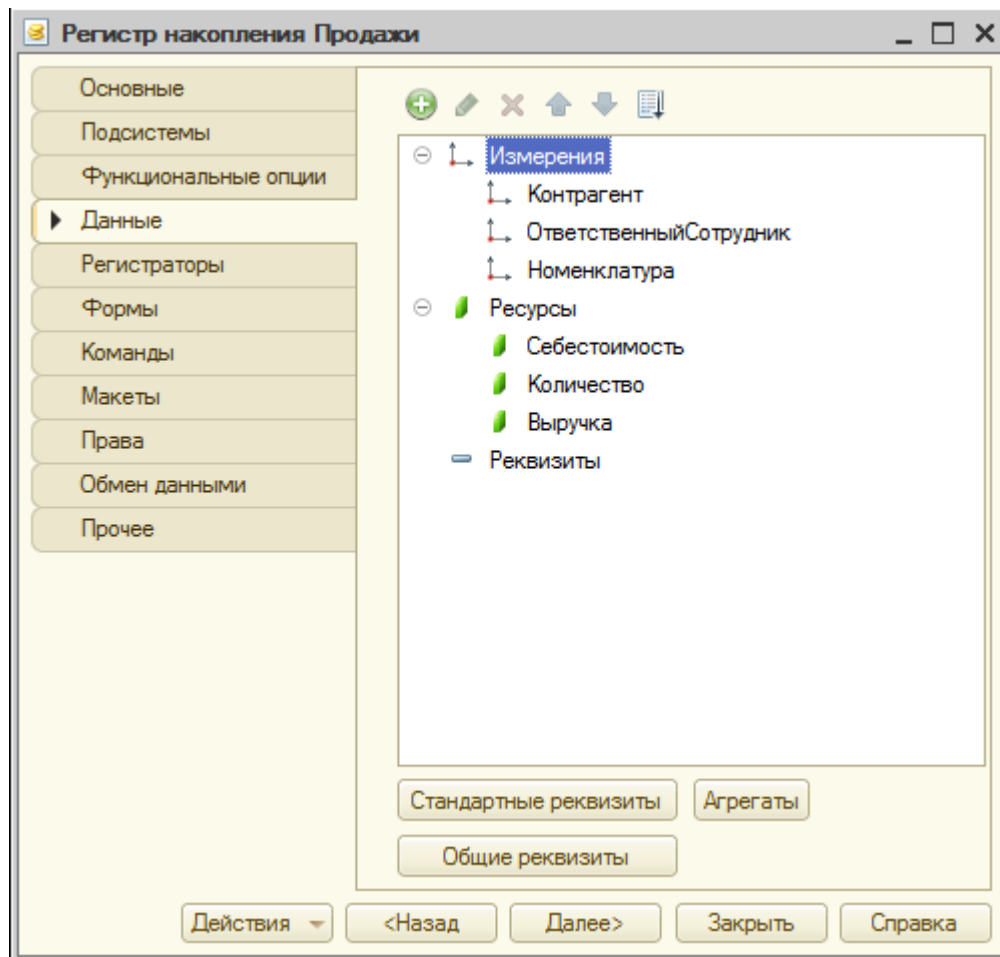 Регистр накопления Продажи
Основные
Подсистемы
Функциональные опции
Данные
Регистраторы
Формы
Команды
Макеты
Права
Обмен данными
Прочее
Измерения
Контрагент
ОтветственныйСотрудник
Номенклатура
Ресурсы
Себестоимость
Количество
Выручка
Реквизиты
Стандартные реквизиты Агрегаты
Общие реквизиты
Действия <Назад Далее> Закрыть Справка